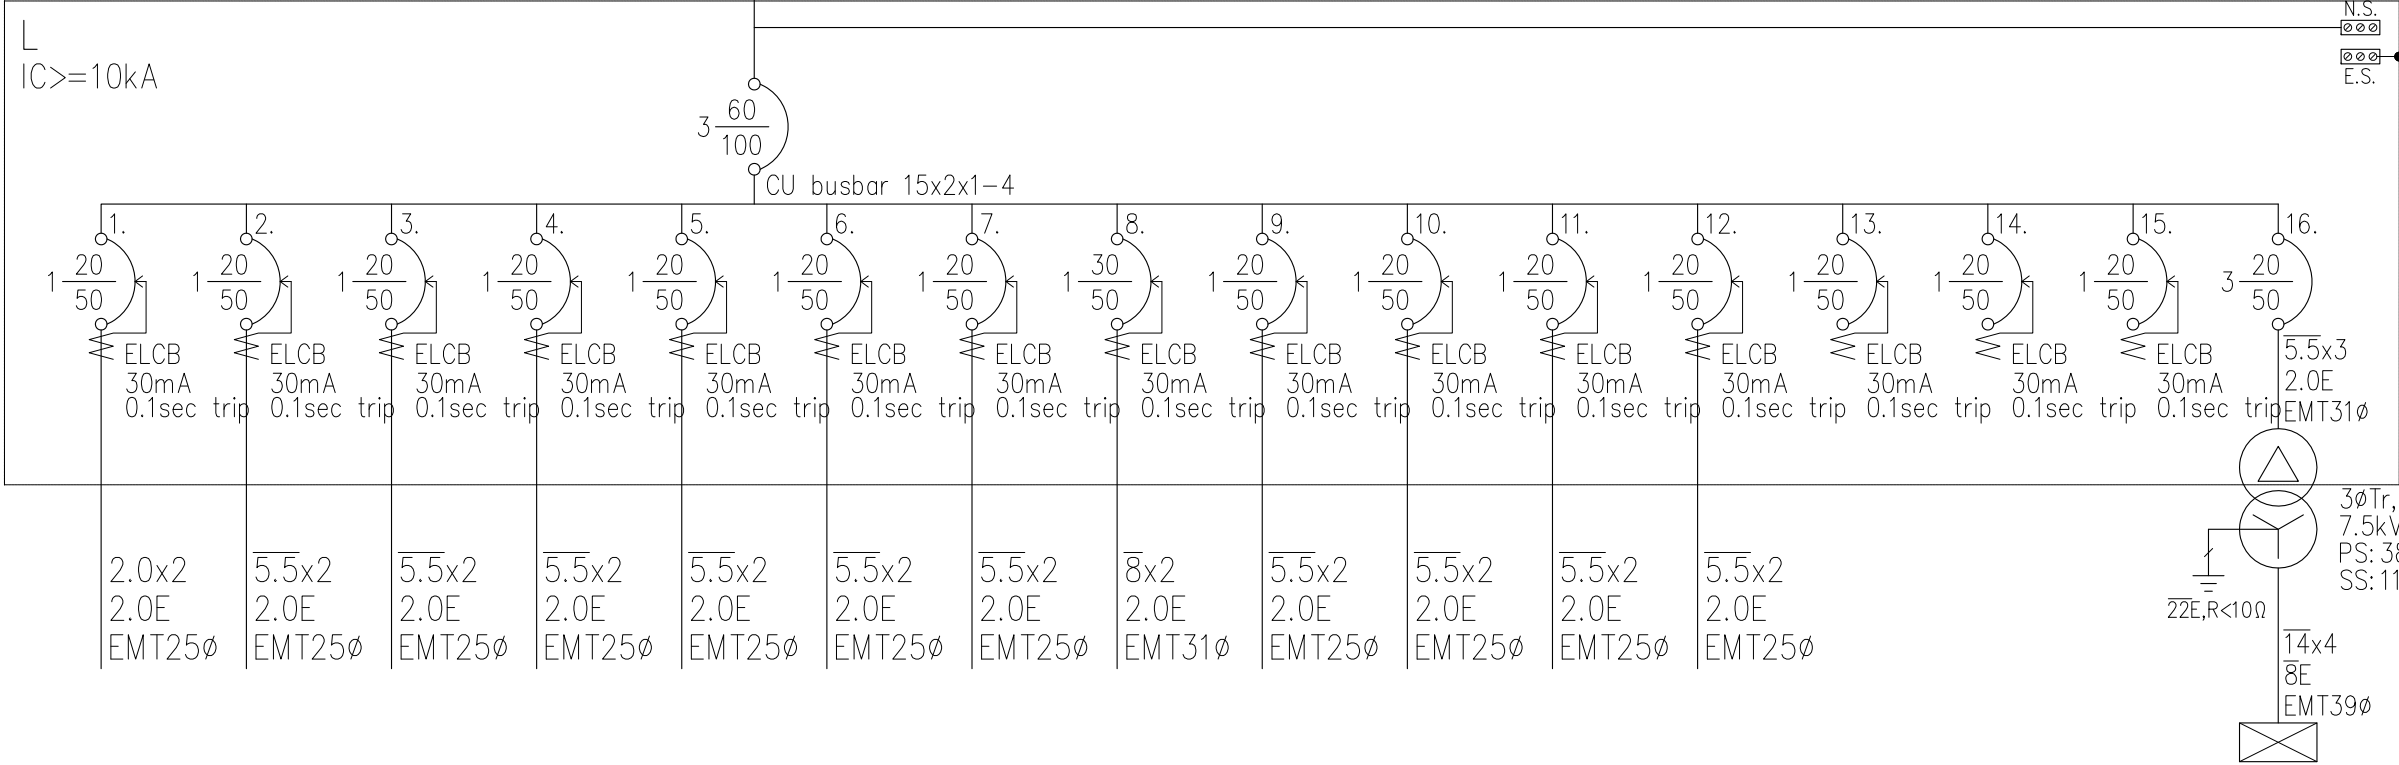 N.S.
L
IC>=10kA
E.S.
3 60/100
CU busbar 15x2x1-4
1. 2. 3. 4. 5. 6. 7. 8. 9. 10. 11. 12. 13. 14. 15. 16.
1 20/50 1 20/50 1 20/50 1 20/50 1 20/50 1 20/50 1 20/50 1 30/50 1 20/50 1 20/50 1 20/50 1 20/50 1 20/50 1 20/50 1 20/50 3 20/50
ELCB ELCB ELCB ELCB ELCB ELCB ELCB ELCB ELCB ELCB ELCB ELCB ELCB ELCB ELCB 5.5x3
30mA 30mA 30mA 30mA 30mA 30mA 30mA 30mA 30mA 30mA 30mA 30mA 30mA 30mA 30mA 2.0E
0.1sec trip 0.1sec trip 0.1sec trip 0.1sec trip 0.1sec trip 0.1sec trip 0.1sec trip 0.1sec trip 0.1sec trip 0.1sec trip 0.1sec trip 0.1sec trip 0.1sec trip 0.1sec trip 0.1sec trip EMT31ø
3øTr,
7.5kV
PS:38
SS:11
22E,R<10Ω
2.0x2 5.5x2 5.5x2 5.5x2 5.5x2 5.5x2 5.5x2 8x2 5.5x2 5.5x2 5.5x2 5.5x2
2.0E 2.0E 2.0E 2.0E 2.0E 2.0E 2.0E 2.0E 2.0E 2.0E 2.0E 2.0E
EMT25ø EMT25ø EMT25ø EMT25ø EMT25ø EMT25ø EMT25ø EMT31ø EMT25ø EMT25ø EMT25ø EMT25ø
14x4
8E
EMT39ø